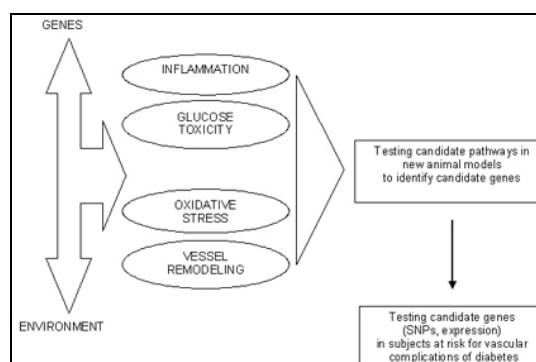 GENES
INFLAMMATION
GLUCOSE
TOXICITY
OXIDATIVE
STRESS
VESSEL
REMODELING
ENVIRONMENT
Testing candidate pathways in
new animal models
to identify candidate genes
Testing candidate genes
(SNPs, expression)
in subjects at risk for vascular
complications of diabetes